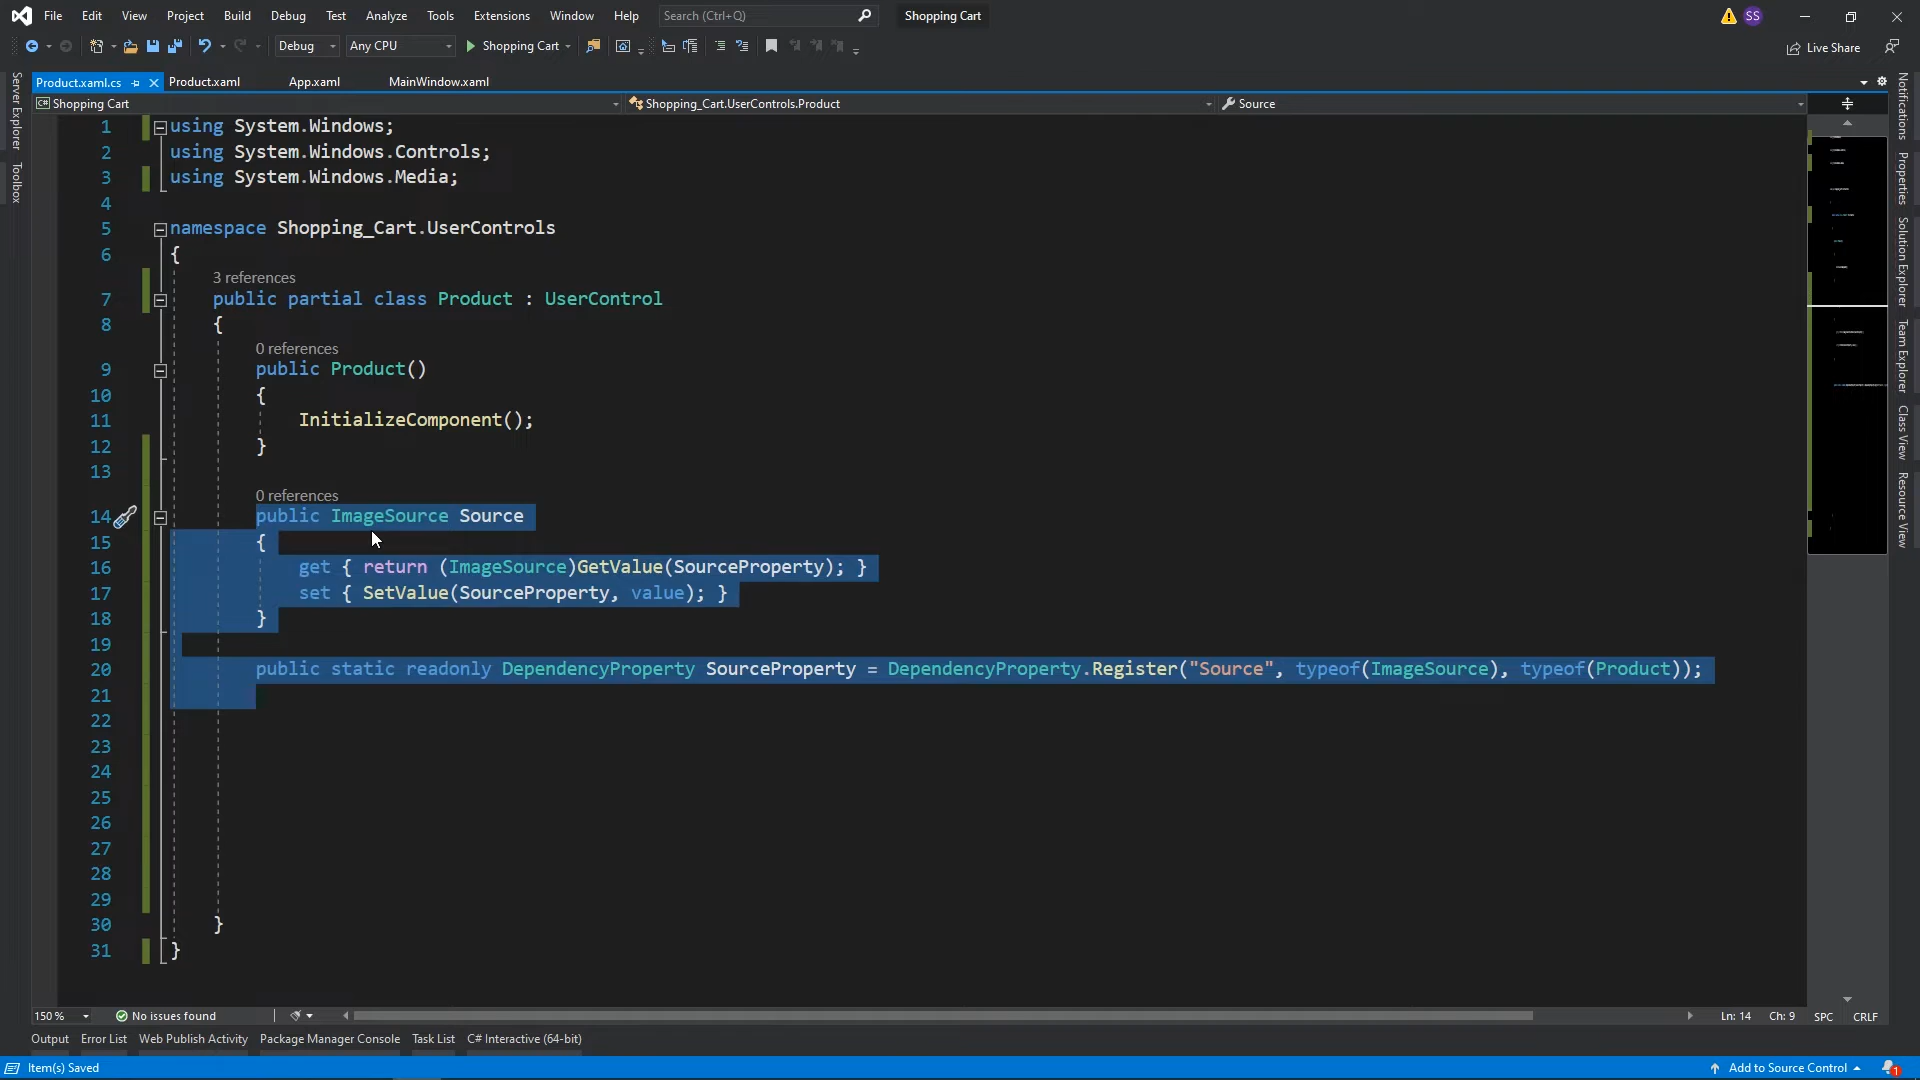 File Edit View Project Build Debug Test Analyze Tools Extensions Window Help Search (Ctrl+Q) Shopping Cart SS
Debug Any CPU Shopping Cart Live Share
Product.xaml.cs Product.xaml App.xaml MainWindow.xaml
Shopping Cart Shopping_Cart.UserControls.Product Source
Server Explorer
Toolbox
Notifications
Properties
Solution Explorer
Team Explorer
Class View
Resource View
1 using System.Windows;
2 using System.Windows.Controls;
3 using System.Windows.Media;
4
5 namespace Shopping_Cart.UserControls
6 {
3 references
7 public partial class Product : UserControl
8 {
0 references
9 public Product()
10 {
11 InitializeComponent();
12 }
13
0 references
14 public ImageSource Source
15 {
16 get { return (ImageSource)GetValue(SourceProperty); }
17 set { SetValue(SourceProperty, value); }
18 }
19
20 public static readonly DependencyProperty SourceProperty = DependencyProperty.Register("Source", typeof(ImageSource), typeof(Product));
21
22
23
24
25
26
27
28
29
30 }
31 }
150 % No issues found Ln: 14 Ch: 9 SPC CRLF
Output Error List Web Publish Activity Package Manager Console Task List C# Interactive (64-bit)
Item(s) Saved Add to Source Control 1